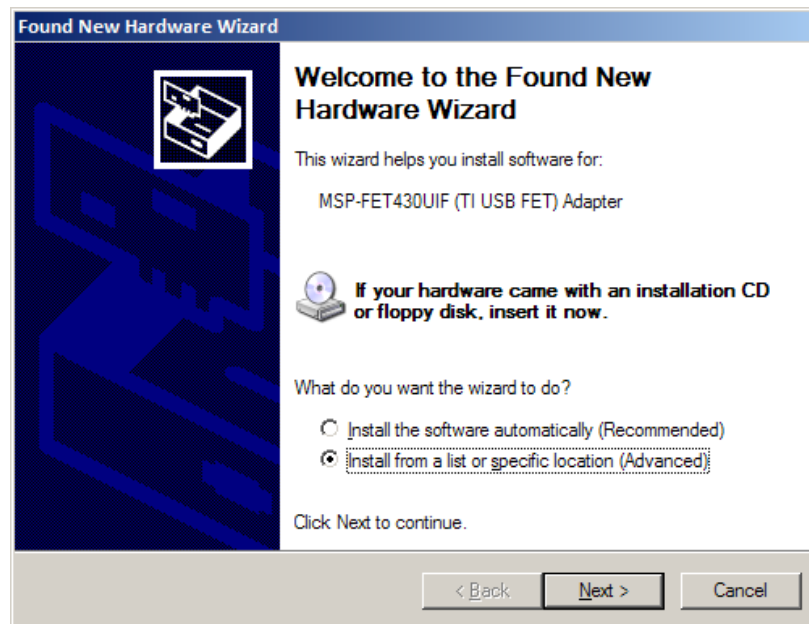 Found New Hardware Wizard
Welcome to the Found New
Hardware Wizard
This wizard helps you install software for:
MSP-FET430UIF (TI USB FET) Adapter
If your hardware came with an installation CD
or floppy disk, insert it now.
What do you want the wizard to do?
Install the software automatically (Recommended)
Install from a list or specific location (Advanced)
Click Next to continue.
< Back Next > Cancel